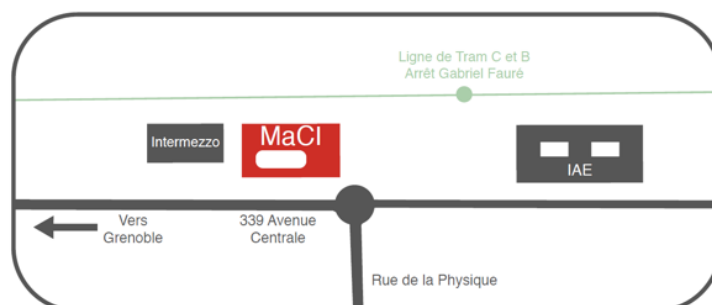 Ligne de Tram C et B
Arrêt Gabriel Fauré
Intermezzo
MaCI
IAE
Vers
Grenoble
339 Avenue
Centrale
Rue de la Physique